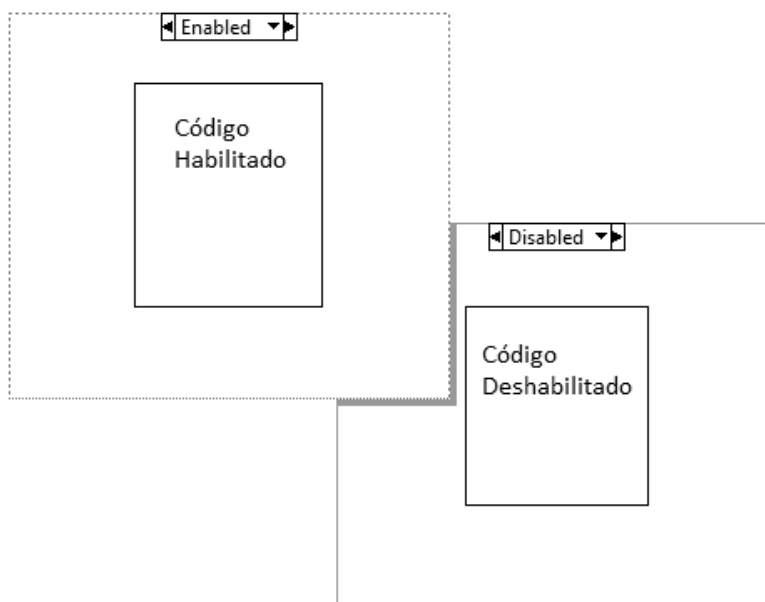 Enabled
Código
Habilitado
Disabled
Código
Deshabilitado